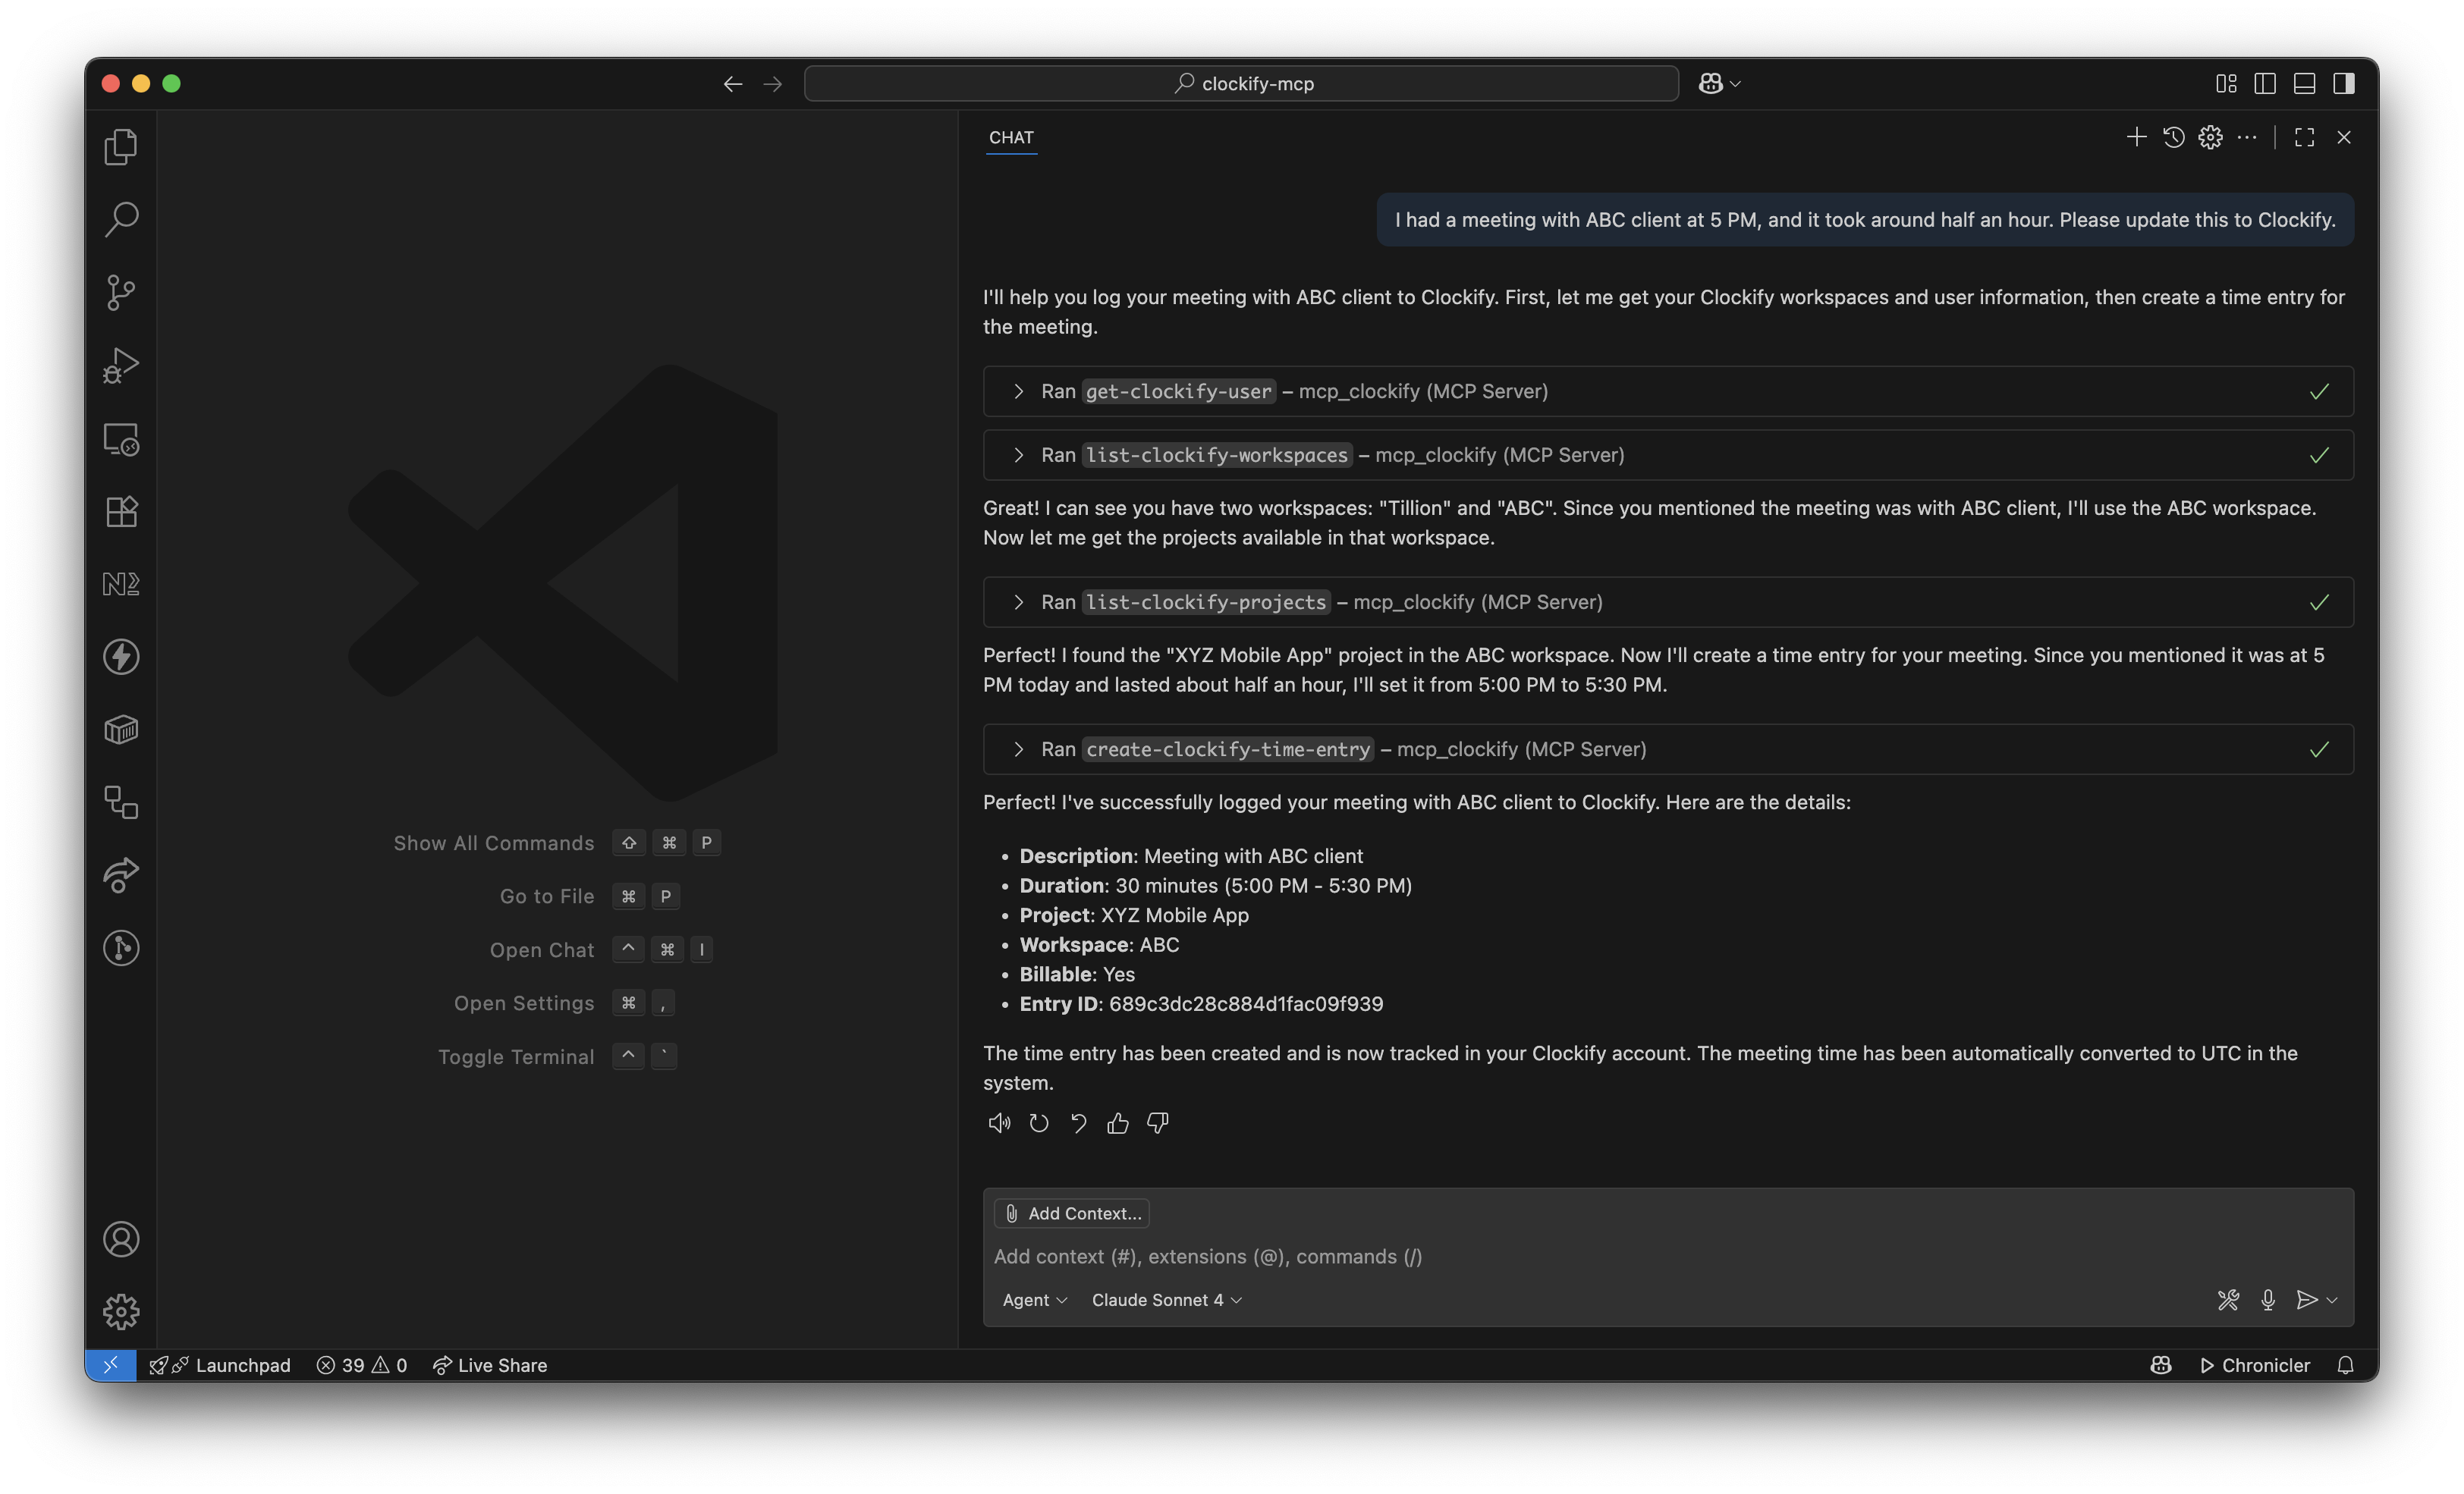 clockify-mcp
CHAT
I had a meeting with ABC client at 5 PM, and it took around half an hour. Please update this to Clockify.
I'll help you log your meeting with ABC client to Clockify. First, let me get your Clockify workspaces and user information, then create a time entry for
the meeting.
Ran get-clockify-user – mcp_clockify (MCP Server)
Ran list-clockify-workspaces – mcp_clockify (MCP Server)
Great! I can see you have two workspaces: "Tillion" and "ABC". Since you mentioned the meeting was with ABC client, I'll use the ABC workspace.
Now let me get the projects available in that workspace.
Ran list-clockify-projects – mcp_clockify (MCP Server)
Perfect! I found the "XYZ Mobile App" project in the ABC workspace. Now I'll create a time entry for your meeting. Since you mentioned it was at 5
PM today and lasted about half an hour, I'll set it from 5:00 PM to 5:30 PM.
Ran create-clockify-time-entry – mcp_clockify (MCP Server)
Perfect! I've successfully logged your meeting with ABC client to Clockify. Here are the details:
• Description: Meeting with ABC client
• Duration: 30 minutes (5:00 PM - 5:30 PM)
• Project: XYZ Mobile App
• Workspace: ABC
• Billable: Yes
• Entry ID: 689c3dc28c884d1fac09f939
The time entry has been created and is now tracked in your Clockify account. The meeting time has been automatically converted to UTC in the
system.
Add Context...
Add context (#), extensions (@), commands (/)
Agent Claude Sonnet 4
Show All Commands ⇧ ⌘ P
Go to File ⌘ P
Open Chat ^ ⌘ I
Open Settings ⌘ ,
Toggle Terminal ^ `
Launchpad 39 0 Live Share Chronicler